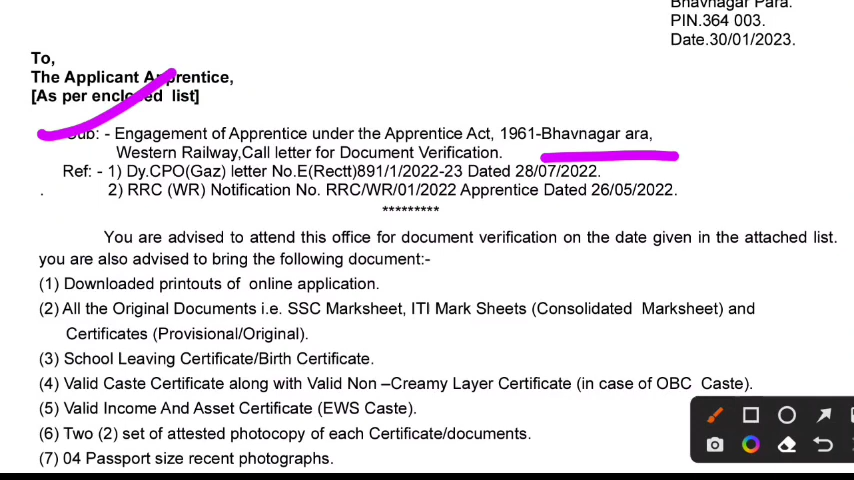 Bhavnagar Para.
PIN.364 003.
Date.30/01/2023.
To,
The Applicant Apprentice,
[As per enclosed list]
Sub: - Engagement of Apprentice under the Apprentice Act, 1961-Bhavnagar ara,
Western Railway,Call letter for Document Verification.
Ref: - 1) Dy.CPO(Gaz) letter No.E(Rectt)891/1/2022-23 Dated 28/07/2022.
. 2) RRC (WR) Notification No. RRC/WR/01/2022 Apprentice Dated 26/05/2022.
*********
You are advised to attend this office for document verification on the date given in the attached list.
you are also advised to bring the following document:-
(1) Downloaded printouts of online application.
(2) All the Original Documents i.e. SSC Marksheet, ITI Mark Sheets (Consolidated Marksheet) and
Certificates (Provisional/Original).
(3) School Leaving Certificate/Birth Certificate.
(4) Valid Caste Certificate along with Valid Non –Creamy Layer Certificate (in case of OBC Caste).
(5) Valid Income And Asset Certificate (EWS Caste).
(6) Two (2) set of attested photocopy of each Certificate/documents.
(7) 04 Passport size recent photographs.